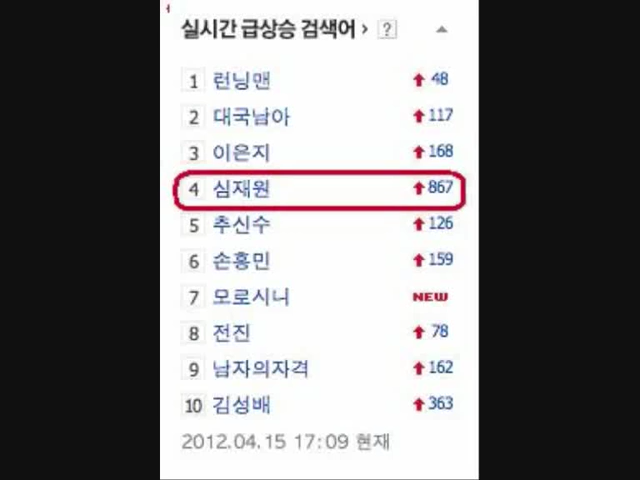 실시간 급상승 검색어 › ?
1 런닝맨 48
2 대국남아 117
3 이은지 168
4 심재원 867
5 추신수 126
6 손흥민 159
7 모로시니 NEW
8 전진 78
9 남자의자격 162
10 김성배 363
2012.04.15 17:09 현재